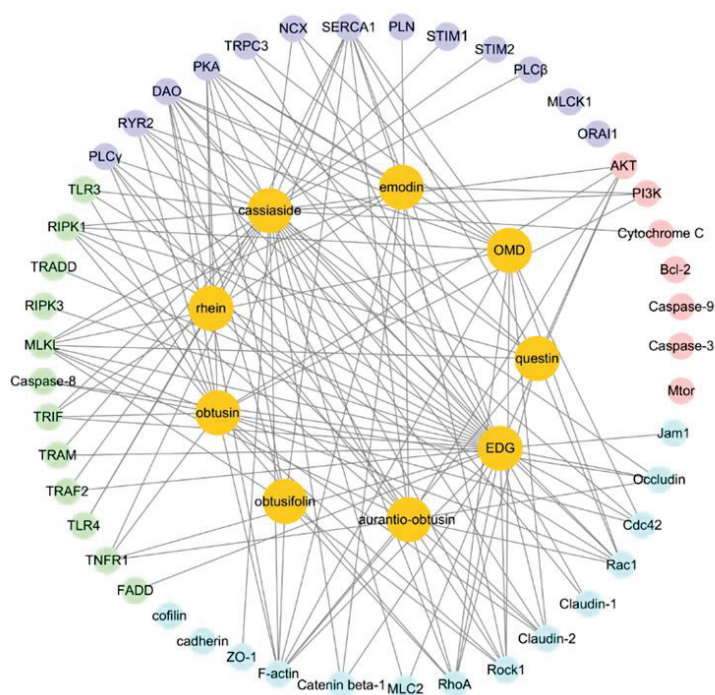 NCX
SERCA1
PLN
TRPC3
STIM1
PKA
STIM2
DAO
PLCβ
RYR2
MLCK1
PLCγ
ORAI1
TLR3
AKT
emodin
PI3K
RIPK1
cassiaside
Cytochrome C
TRADD
OMD
Bcl-2
RIPK3
rhein
Caspase-9
MLKL
questin
Caspase-3
Caspase-8
Mtor
TRIF
obtusin
Jam1
TRAM
EDG
Occludin
TRAF2
obtusifolin
aurantio-obtusin
Cdc42
TLR4
TNFR1
Rac1
FADD
Claudin-1
cofilin
Claudin-2
cadherin
ZO-1
Rock1
F-actin
RhoA
Catenin beta-1
MLC2